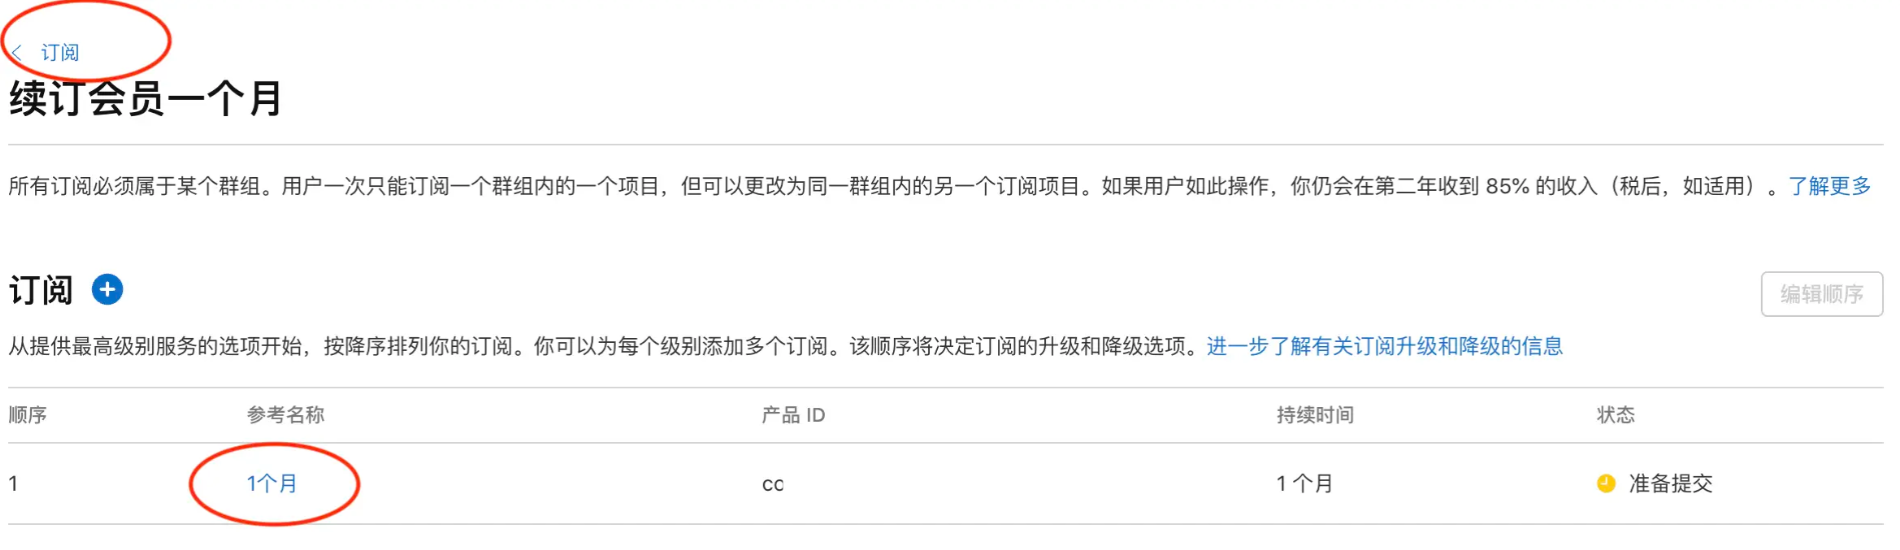 订阅
续订会员一个月
所有订阅必须属于某个群组。用户一次只能订阅一个群组内的一个项目，但可以更改为同一群组内的另一个订阅项目。如果用户如此操作，你仍会在第二年收到 85% 的收入（税后，如适用）。了解更多
订阅
编辑顺序
从提供最高级别服务的选项开始，按降序排列你的订阅。你可以为每个级别添加多个订阅。该顺序将决定订阅的升级和降级选项。进一步了解有关订阅升级和降级的信息
顺序 参考名称 产品 ID 持续时间 状态
1 1个月 cc 1 个月 准备提交